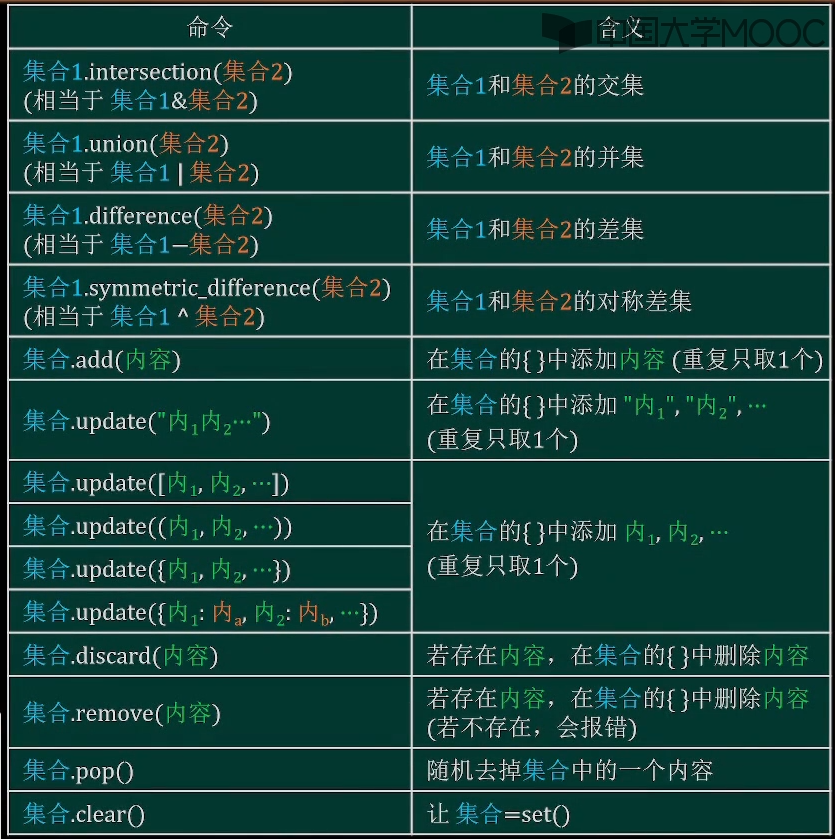 命令
含义
中国大学MOOC
集合1.intersection(集合2)
(相当于 集合1&集合2)
集合1和集合2的交集
集合1.union(集合2)
(相当于 集合1 | 集合2)
集合1和集合2的并集
集合1.difference(集合2)
(相当于 集合1−集合2)
集合1和集合2的差集
集合1.symmetric_difference(集合2)
(相当于 集合1 ^ 集合2)
集合1和集合2的对称差集
集合.add(内容)
在集合的{ }中添加内容 (重复只取1个)
集合.update("内₁内₂⋯")
在集合的{ }中添加 "内₁", "内₂", ⋯
(重复只取1个)
集合.update([内₁, 内₂, ⋯])
集合.update((内₁, 内₂, ⋯))
集合.update({内₁, 内₂, ⋯})
集合.update({内₁: 内ₐ, 内₂: 内b, ⋯})
在集合的{ }中添加 内₁, 内₂, ⋯
(重复只取1个)
集合.discard(内容)
若存在内容，在集合的{ }中删除内容
集合.remove(内容)
若存在内容，在集合的{ }中删除内容
(若不存在，会报错)
集合.pop()
随机去掉集合中的一个内容
集合.clear()
让 集合=set()